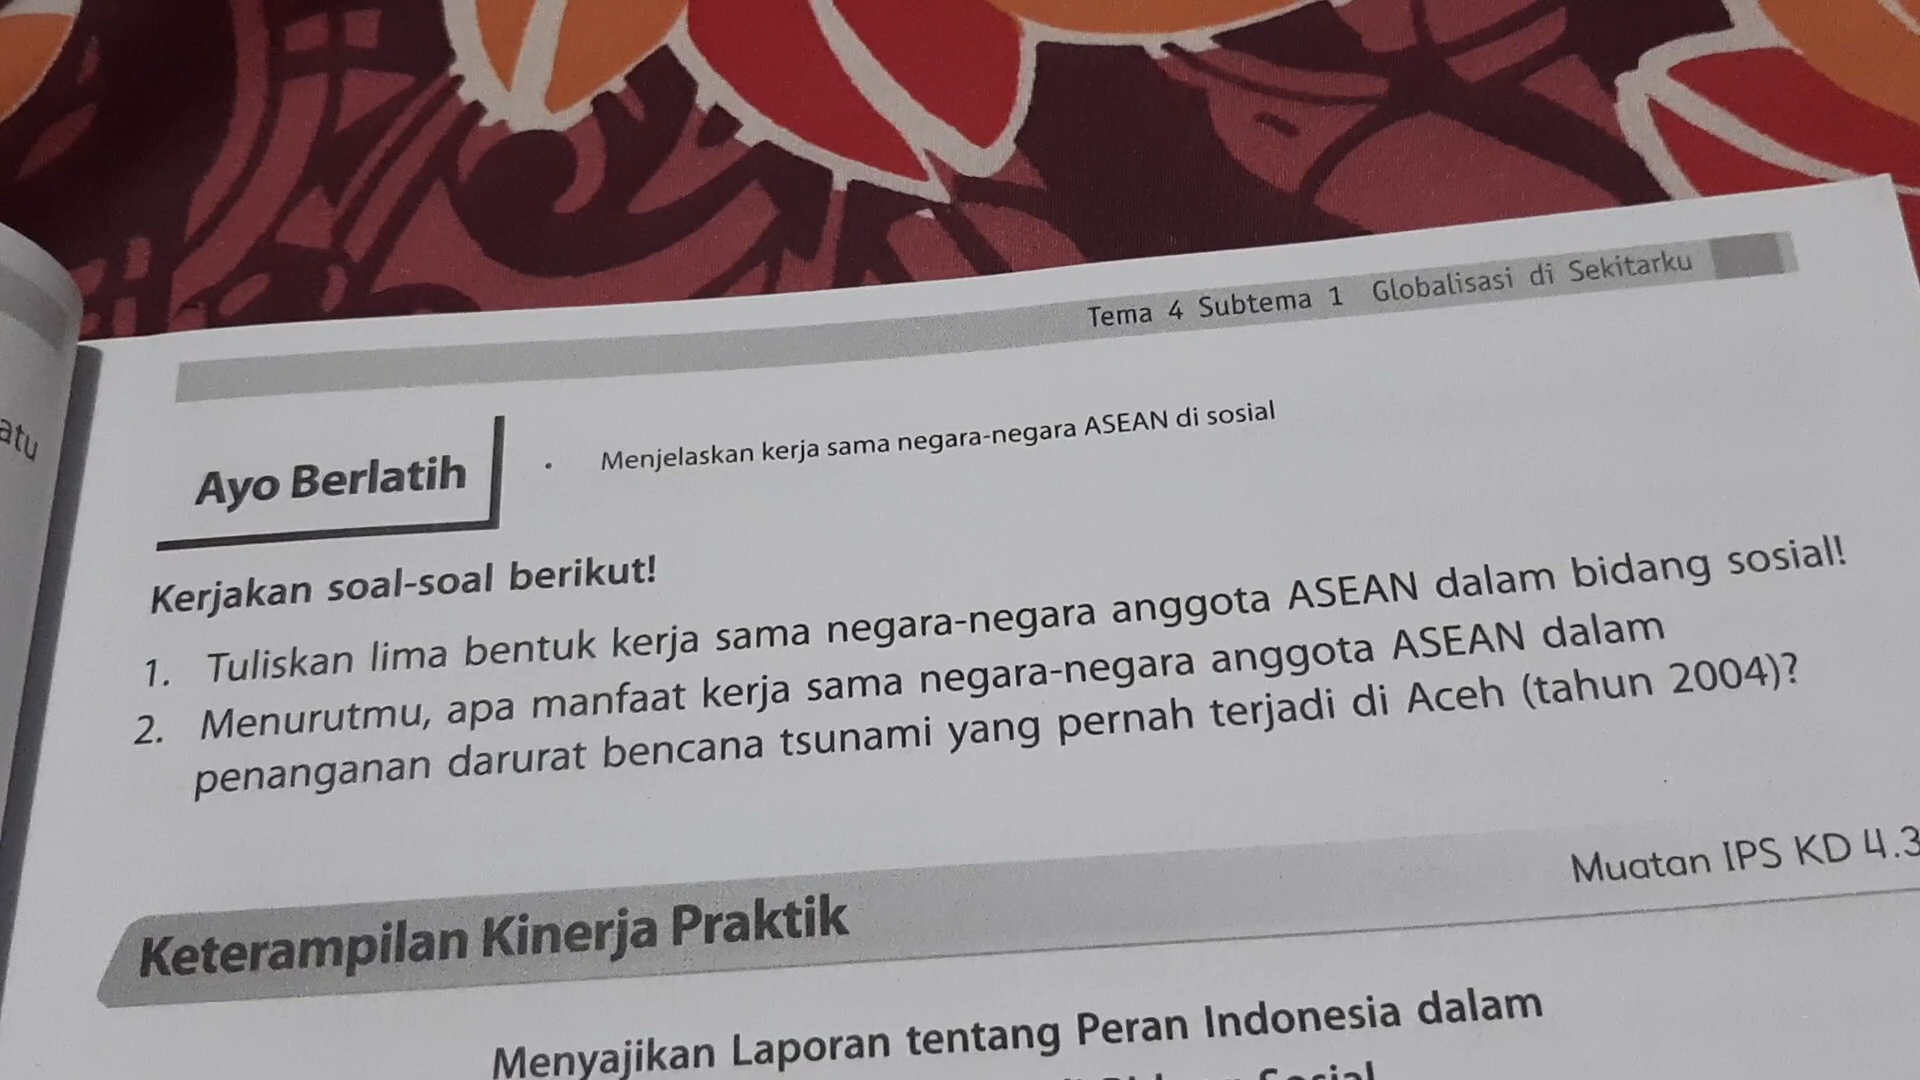 Tema 4 Subtema 1 Globalisasi di Sekitarku
atu
Ayo Berlatih
• Menjelaskan kerja sama negara-negara ASEAN di sosial
Kerjakan soal-soal berikut!
1. Tuliskan lima bentuk kerja sama negara-negara anggota ASEAN dalam bidang sosial!
2. Menurutmu, apa manfaat kerja sama negara-negara anggota ASEAN dalam
penanganan darurat bencana tsunami yang pernah terjadi di Aceh (tahun 2004)?
Muatan IPS KD 4.3
Keterampilan Kinerja Praktik
Menyajikan Laporan tentang Peran Indonesia dalam
Sosial